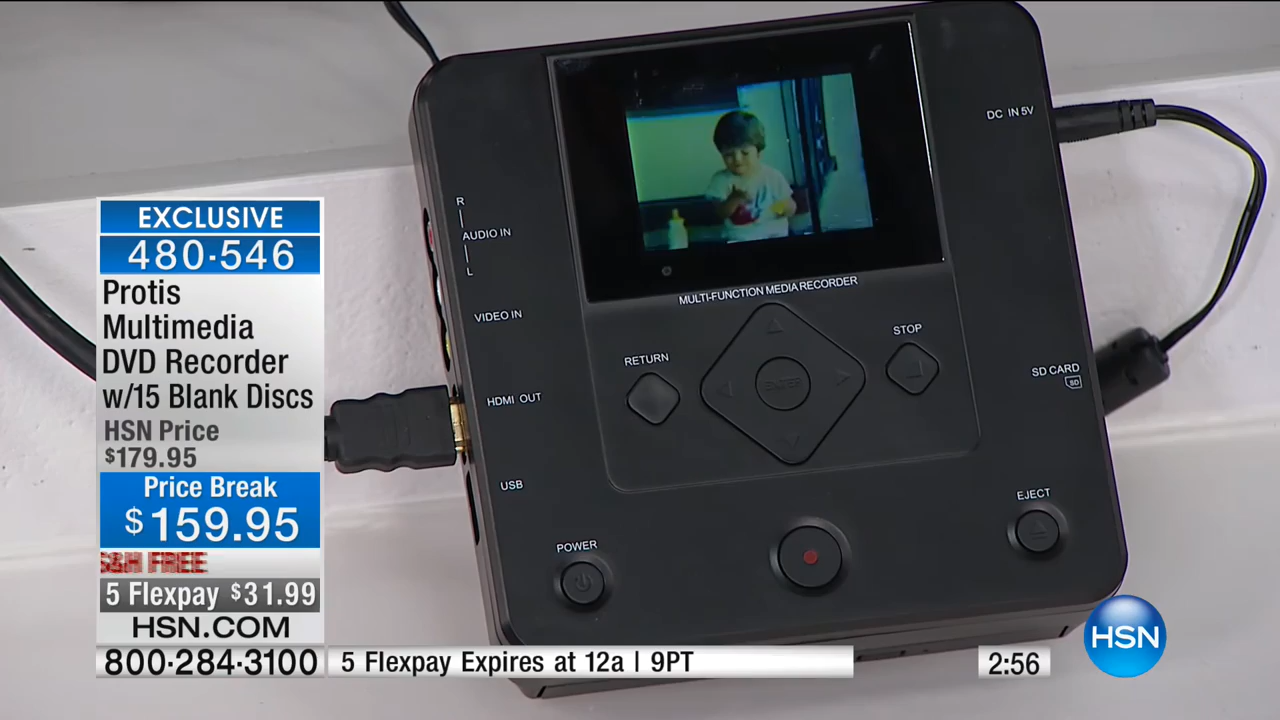 EXCLUSIVE
480·546
Protis
Multimedia
DVD Recorder
w/15 Blank Discs
HSN Price
$179.95
Price Break
$159.95
S&H FREE
5 Flexpay $31.99
HSN.COM
800·284·3100
5 Flexpay Expires at 12a | 9PT
2:56
HSN
R
AUDIO IN
L
VIDEO IN
HDMI OUT
USB
POWER
MULTI-FUNCTION MEDIA RECORDER
RETURN
ENTER
STOP
DC IN 5V
SD CARD
SD
EJECT